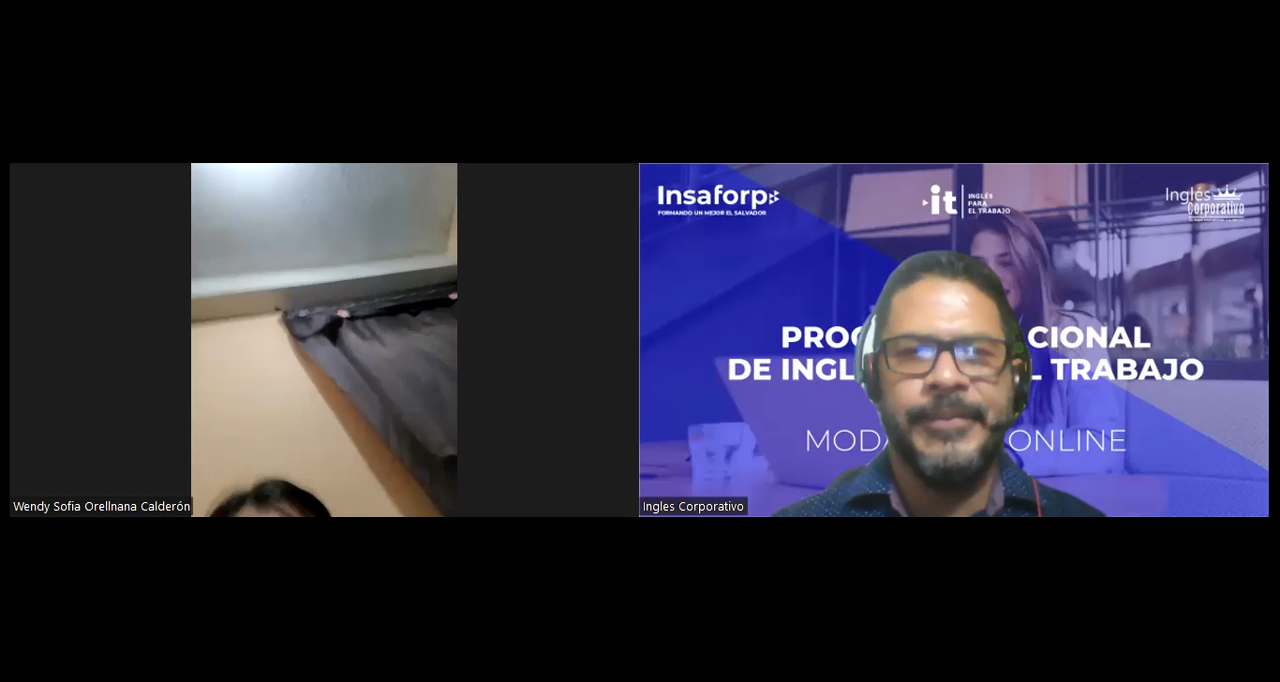 Insaforp
FORMANDO UN MEJOR EL SALVADOR
it
INGLÉS
PARA
EL TRABAJO
Inglés
Corporativo
PROG CIONAL
DE INGL L TRABAJO
MODA ONLINE
Wendy Sofia Orellnana Calderón
Ingles Corporativo